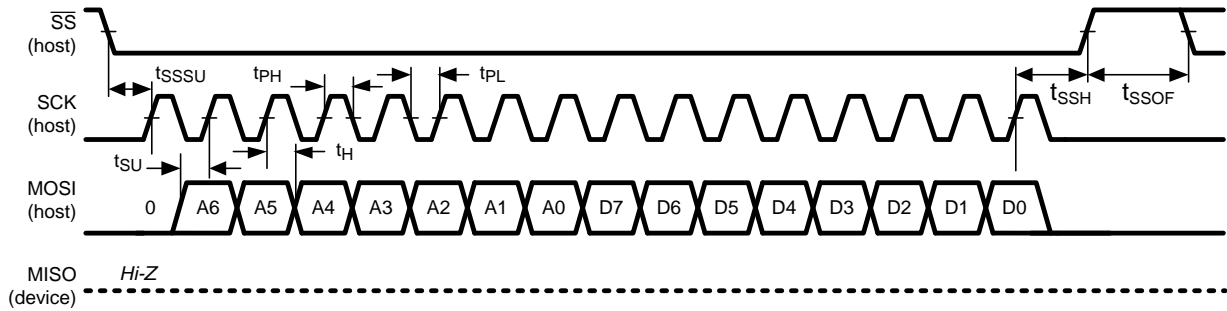 SS
(host)
tSSSU
tPH
tPL
tSSH
tSSOF
SCK
(host)
tSU
tH
MOSI
(host)
0 A6 A5 A4 A3 A2 A1 A0 D7 D6 D5 D4 D3 D2 D1 D0
MISO
(device)
Hi-Z